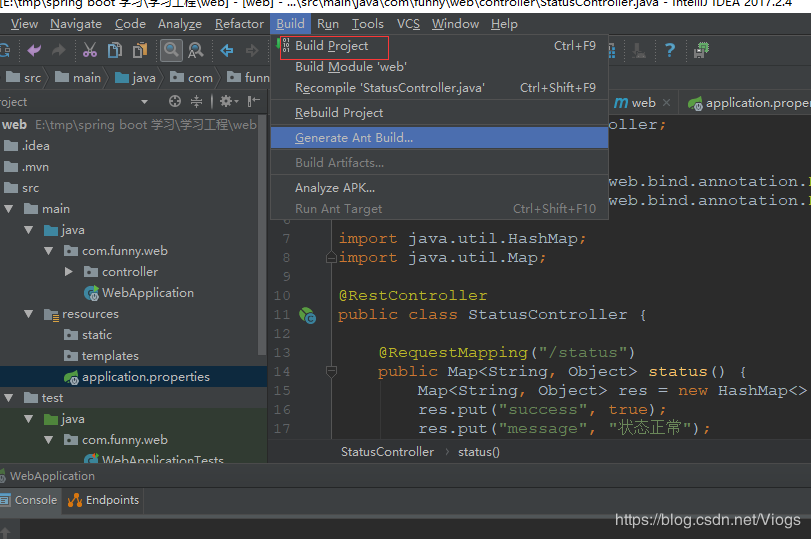 [E:\tmp\spring boot 学习\学习工程\web] - [web] - ...\src\main\java\com\funny\web\controller\StatusController.java - IntelliJ IDEA 2017.2.4
View Navigate Code Analyze Refactor Build Run Tools VCS Window Help
src main java com funn
Build Project Ctrl+F9
Build Module 'web'
Recompile 'StatusController.java' Ctrl+Shift+F9
Rebuild Project
Generate Ant Build...
Build Artifacts...
Analyze APK...
Run Ant Target Ctrl+Shift+F10
roject
web E:\tmp\spring boot 学习\学习工程\web
.idea
.mvn
src
main
java
com.funny.web
controller
WebApplication
resources
static
templates
application.properties
test
java
com.funny.web
WebApplicationTests
web application.proper
oller;
web.bind.annotation.
web.bind.annotation.
7 import java.util.HashMap;
8 import java.util.Map;
9
10 @RestController
11 public class StatusController {
12
13 @RequestMapping("/status")
14 public Map<String, Object> status() {
15 Map<String, Object> res = new HashMap<>
16 res.put("success", true);
17 res.put("message", "状态正常");
StatusController › status()
WebApplication
Console Endpoints
https://blog.csdn.net/Viogs